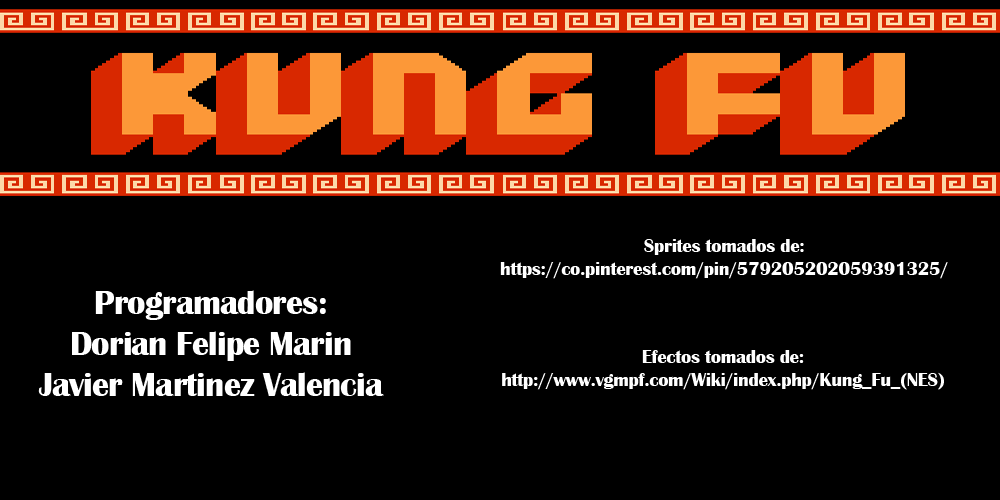 KUNG FU
Programadores:
Dorian Felipe Marin
Javier Martinez Valencia
Sprites tomados de:
https://co.pinterest.com/pin/579205202059391325/
Efectos tomados de:
http://www.vgmpf.com/Wiki/index.php/Kung_Fu_(NES)